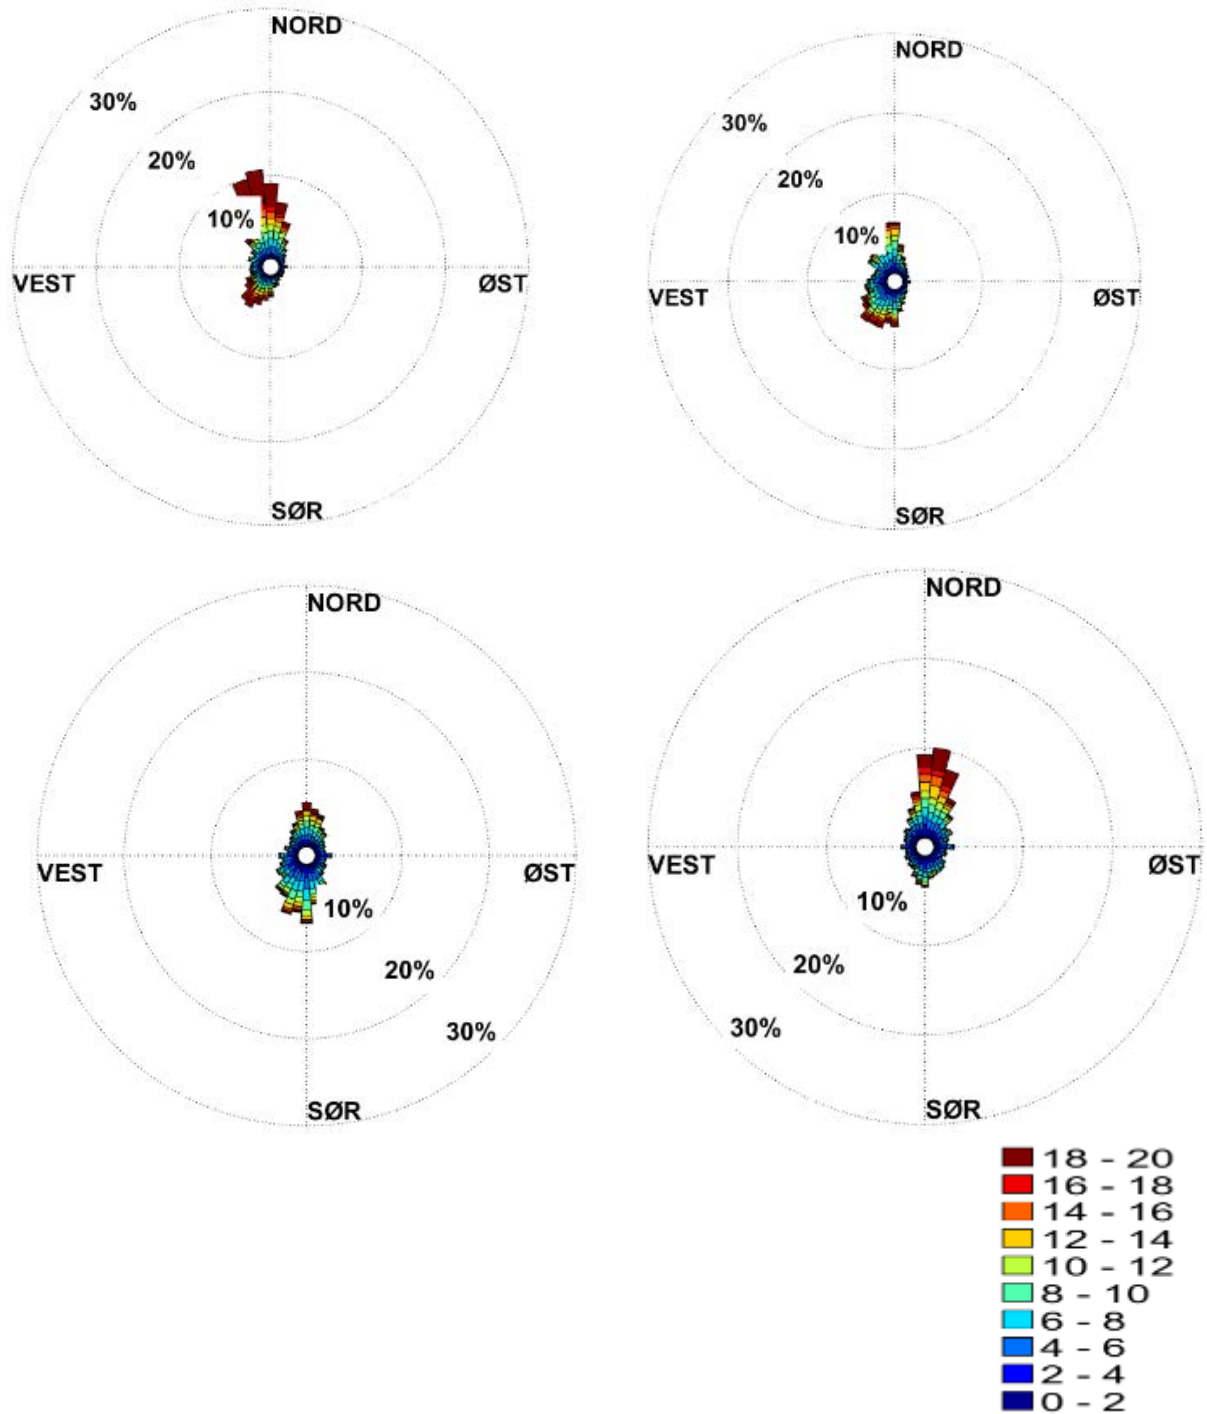 NORD
30%
20%
10%
VEST
ØST
SØR
NORD
30%
20%
10%
VEST
ØST
SØR
NORD
VEST
ØST
10%
20%
30%
SØR
NORD
VEST
ØST
10%
20%
30%
SØR
18 - 20
16 - 18
14 - 16
12 - 14
10 - 12
8 - 10
6 - 8
4 - 6
2 - 4
0 - 2